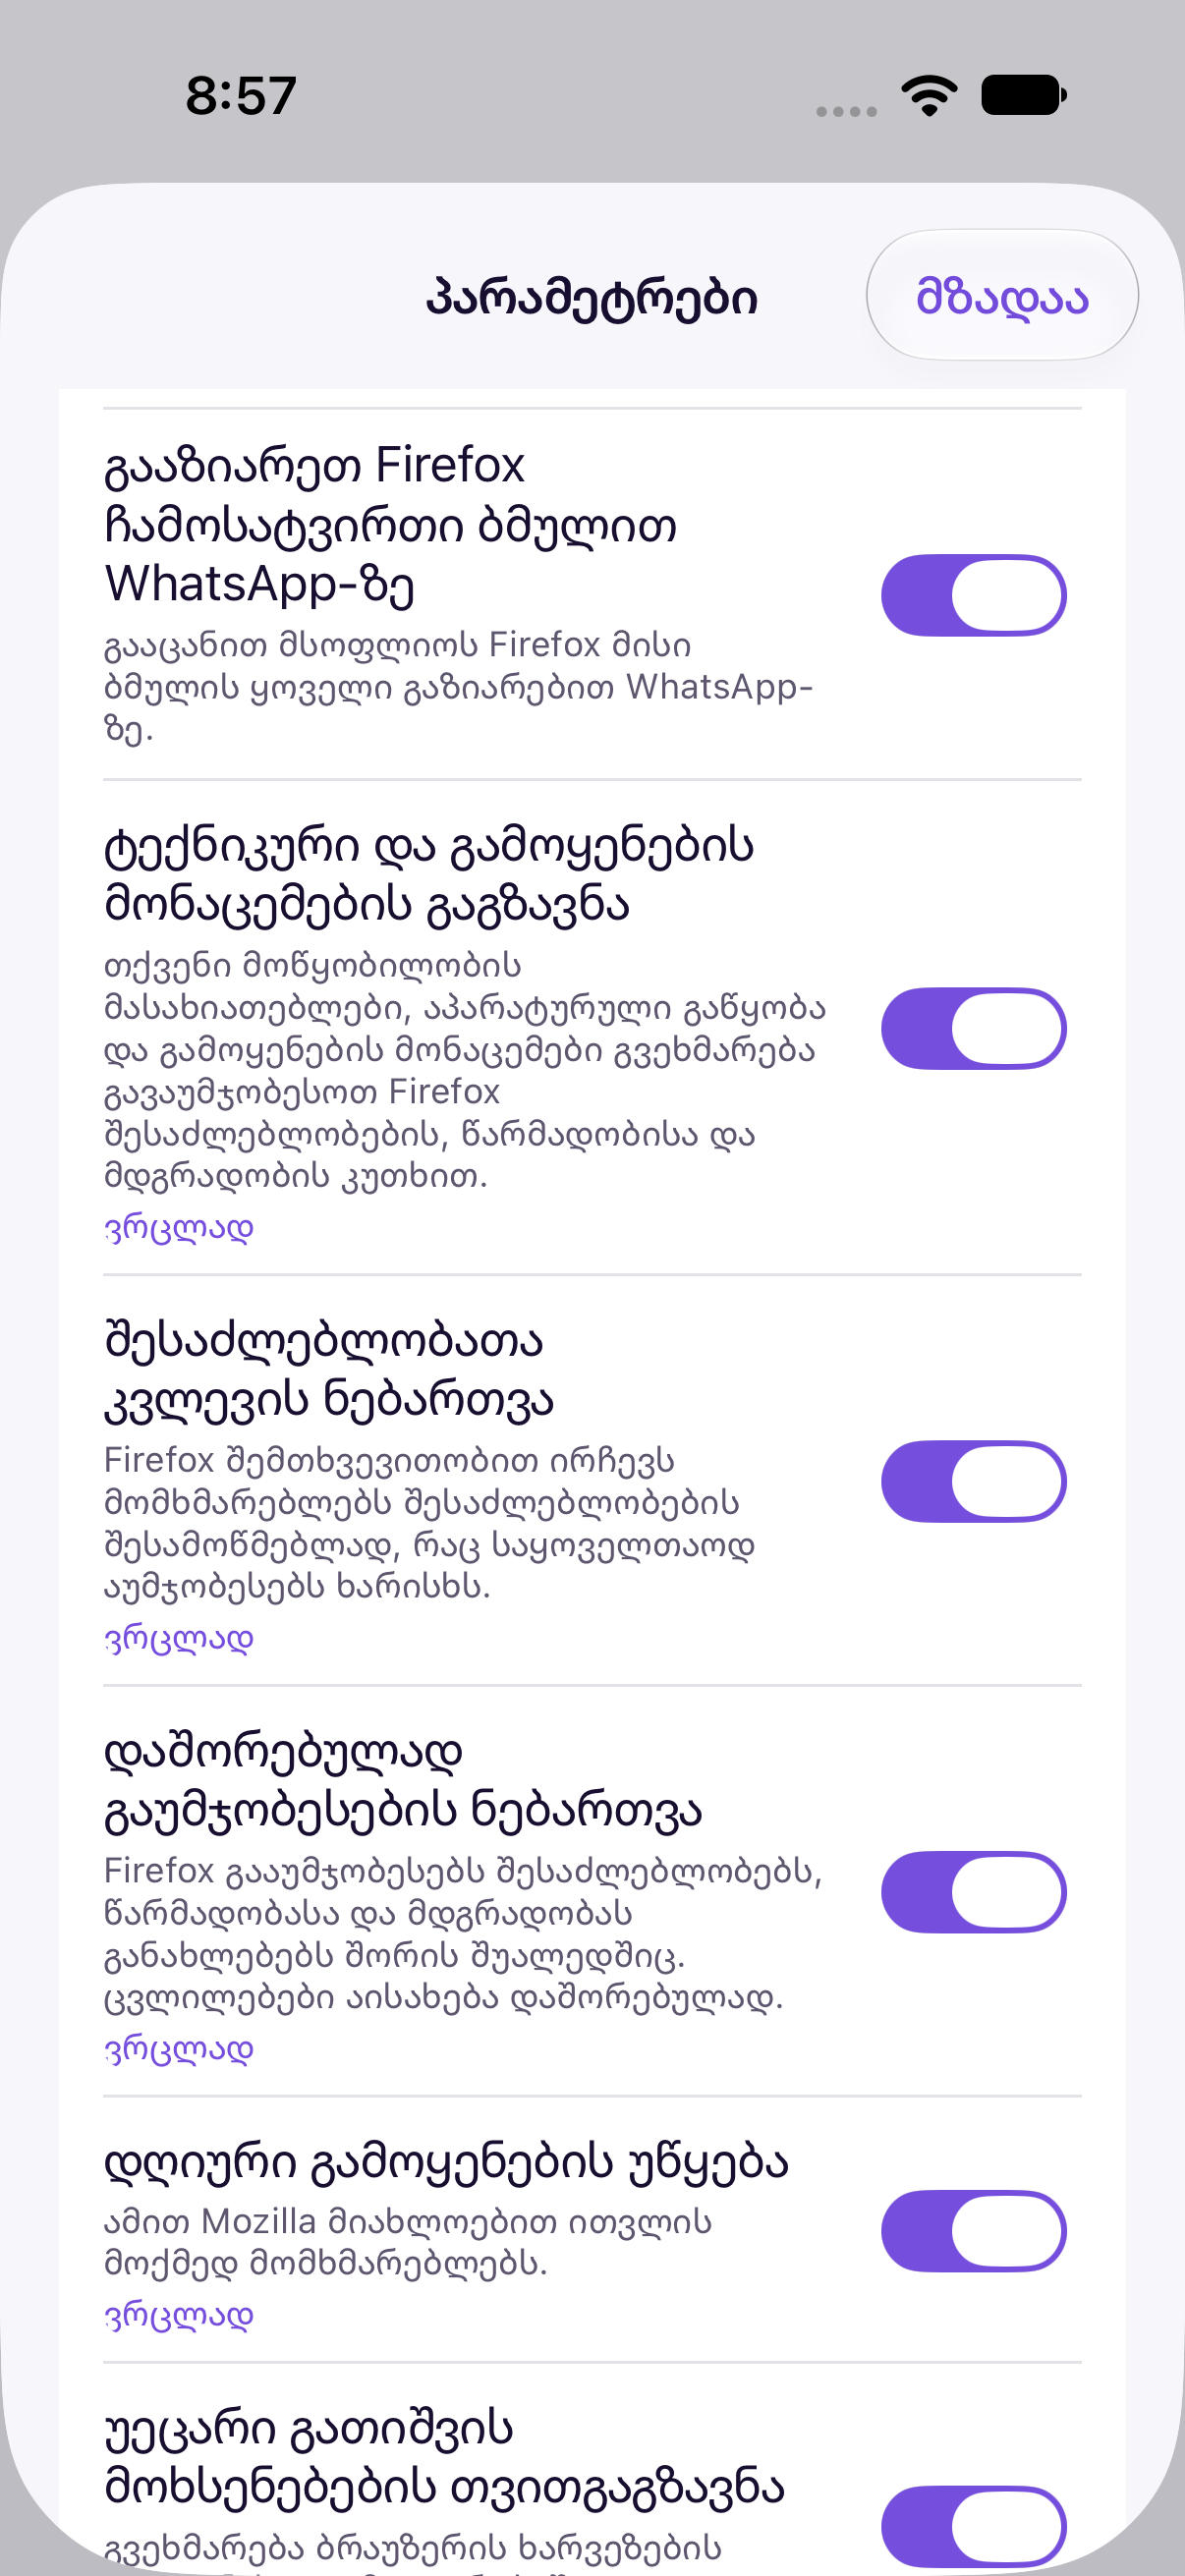 8:57
პარამეტრები
მზადაა
გააზიარეთ Firefox
ჩამოსატვირთი ბმულით
WhatsApp-ზე
გააცანით მსოფლიოს Firefox მისი
ბმულის ყოველი გაზიარებით WhatsApp-
ზე.
ტექნიკური და გამოყენების
მონაცემების გაგზავნა
თქვენი მოწყობილობის
მასახიათებლები, აპარატურული გაწყობა
და გამოყენების მონაცემები გვეხმარება
გავაუმჯობესოთ Firefox
შესაძლებლობების, წარმადობისა და
მდგრადობის კუთხით.
ვრცლად
შესაძლებლობათა
კვლევის ნებართვა
Firefox შემთხვევითობით ირჩევს
მომხმარებლებს შესაძლებლობების
შესამოწმებლად, რაც საყოველთაოდ
აუმჯობესებს ხარისხს.
ვრცლად
დაშორებულად
გაუმჯობესების ნებართვა
Firefox გააუმჯობესებს შესაძლებლობებს,
წარმადობასა და მდგრადობას
განახლებებს შორის შუალედშიც.
ცვლილებები აისახება დაშორებულად.
ვრცლად
დღიური გამოყენების უწყება
ამით Mozilla მიახლოებით ითვლის
მოქმედ მომხმარებლებს.
ვრცლად
უეცარი გათიშვის
მოხსენებების თვითგაგზავნა
გვეხმარება ბრაუზერის ხარვეზების